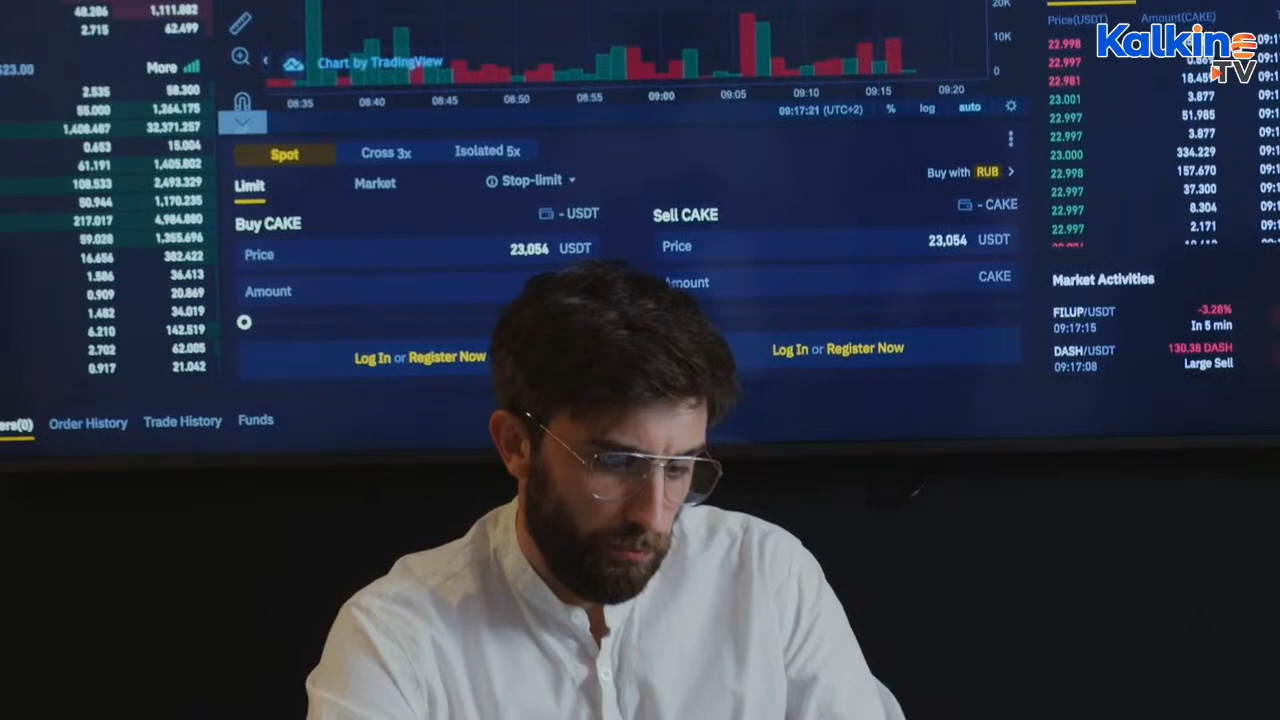 48.286 1,111.882
2.715 62.499
523.00
More
2.535 58.300
55.000 1,264.175
1,408.487 32,371.257
0.653 15.004
61.191 1,405.802
108.533 2,493.329
50.944 1,170.235
217.017 4,984.880
59.028 1,355.696
16.656 382.422
1.586 36.413
0.909 20.869
1.482 34.019
6.210 142.519
2.702 62.005
0.917 21.042
ers(0) Order History Trade History Funds
Chart by TradingView
20K
10K
0
08:35 08:40 08:45 08:50 08:55 09:00 09:05 09:10 09:15 09:20
09:17:21 (UTC+2) % log auto
Spot Cross 3x Isolated 5x
Limit Market Stop-limit
Buy with RUB >
Buy CAKE - USDT
Price 23,054 USDT
Amount
Log In or Register Now
Sell CAKE - CAKE
Price 23,054 USDT
Amount CAKE
Log In or Register Now
Price(USDT) Amount(CAKE)
22.998
22.997
22.981 18.45
23.001 3.877
22.997 51.985
22.997 3.877
23.000 334.229
22.998 157.670
22.997 37.300
22.997 8.304
22.997 2.171
Market Activities
FILUP/USDT -3.28%
09:17:15 In 5 min
DASH/USDT 130.38 DASH
09:17:08 Large Sell
Kalkine
TV